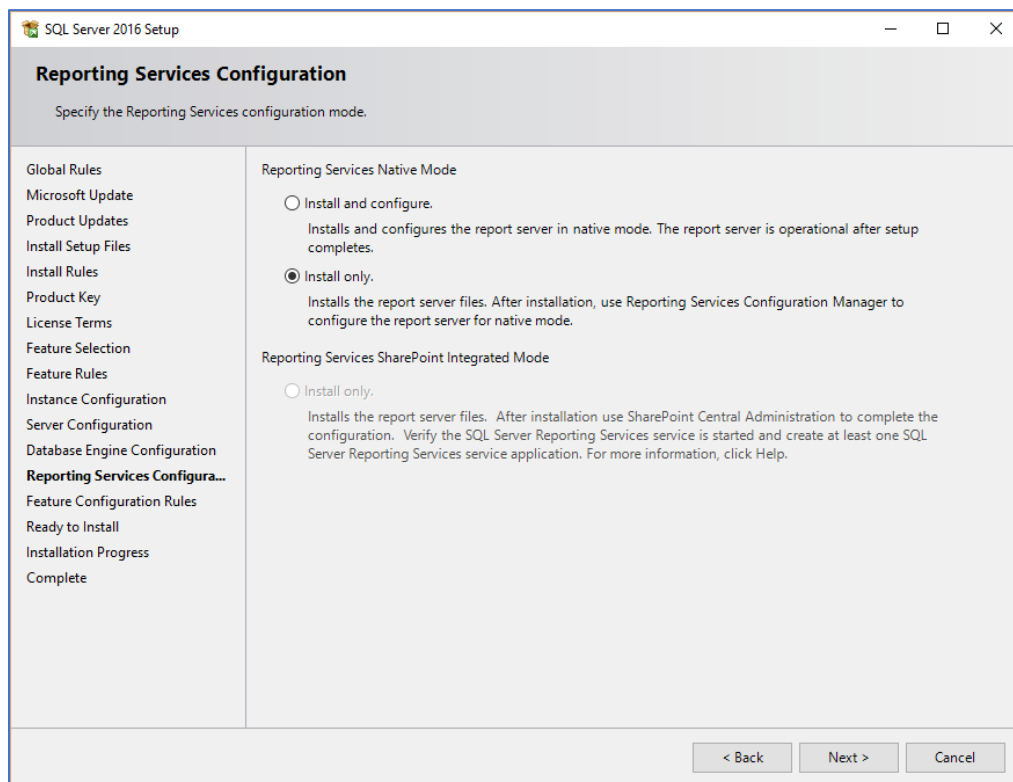 SQL Server 2016 Setup
Reporting Services Configuration
Specify the Reporting Services configuration mode.
Global Rules
Microsoft Update
Product Updates
Install Setup Files
Install Rules
Product Key
License Terms
Feature Selection
Feature Rules
Instance Configuration
Server Configuration
Database Engine Configuration
Reporting Services Configura...
Feature Configuration Rules
Ready to Install
Installation Progress
Complete
Reporting Services Native Mode
Install and configure.
Installs and configures the report server in native mode. The report server is operational after setup
completes.
Install only.
Installs the report server files. After installation, use Reporting Services Configuration Manager to
configure the report server for native mode.
Reporting Services SharePoint Integrated Mode
Install only.
Installs the report server files.  After installation use SharePoint Central Administration to complete the
configuration.  Verify the SQL Server Reporting Services service is started and create at least one SQL
Server Reporting Services service application. For more information, click Help.
< Back
Next >
Cancel